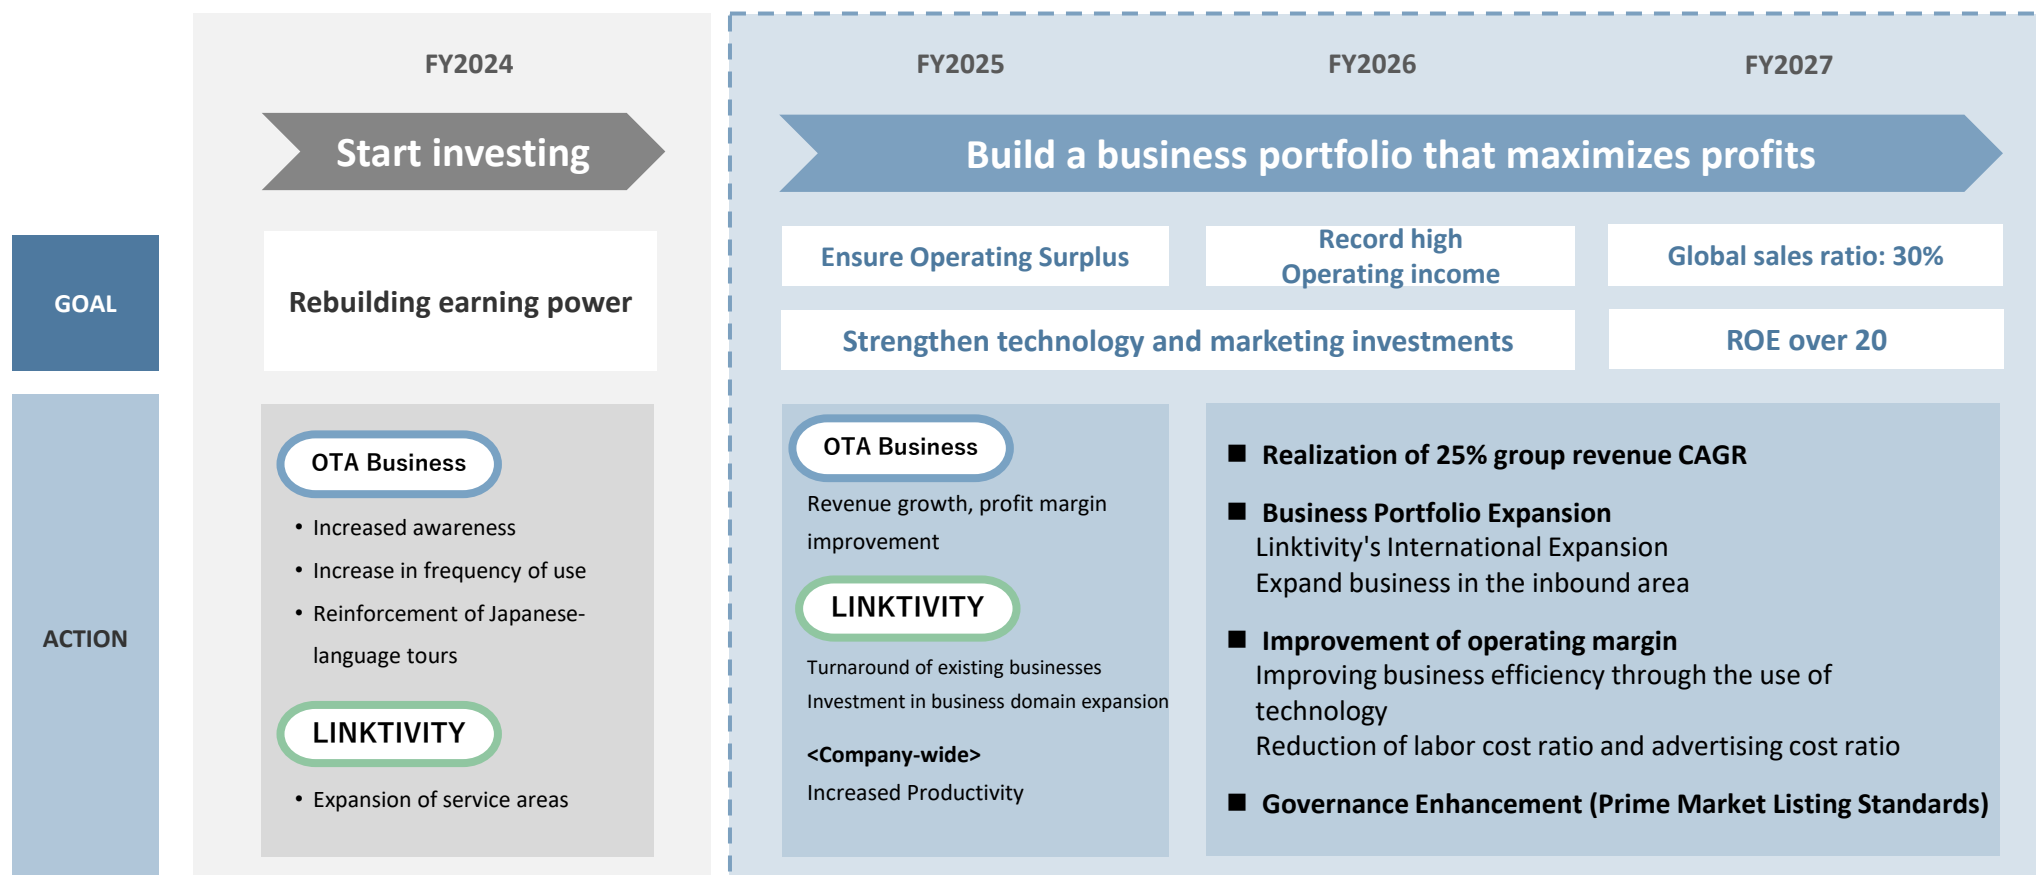 FY2024
FY2025
FY2026
FY2027
Start investing
Build a business portfolio that maximizes profits
GOAL
Rebuilding earning power
Ensure Operating Surplus
Record high
Operating income
Global sales ratio: 30%
Strengthen technology and marketing investments
ROE over 20
ACTION
OTA Business
• Increased awareness
• Increase in frequency of use
• Reinforcement of Japanese-
language tours
LINKTIVITY
• Expansion of service areas
OTA Business
Revenue growth, profit margin
improvement
LINKTIVITY
Turnaround of existing businesses
Investment in business domain expansion
<Company-wide>
Increased Productivity
■ Realization of 25% group revenue CAGR
■ Business Portfolio Expansion
Linktivity's International Expansion
Expand business in the inbound area
■ Improvement of operating margin
Improving business efficiency through the use of
technology
Reduction of labor cost ratio and advertising cost ratio
■ Governance Enhancement (Prime Market Listing Standards)